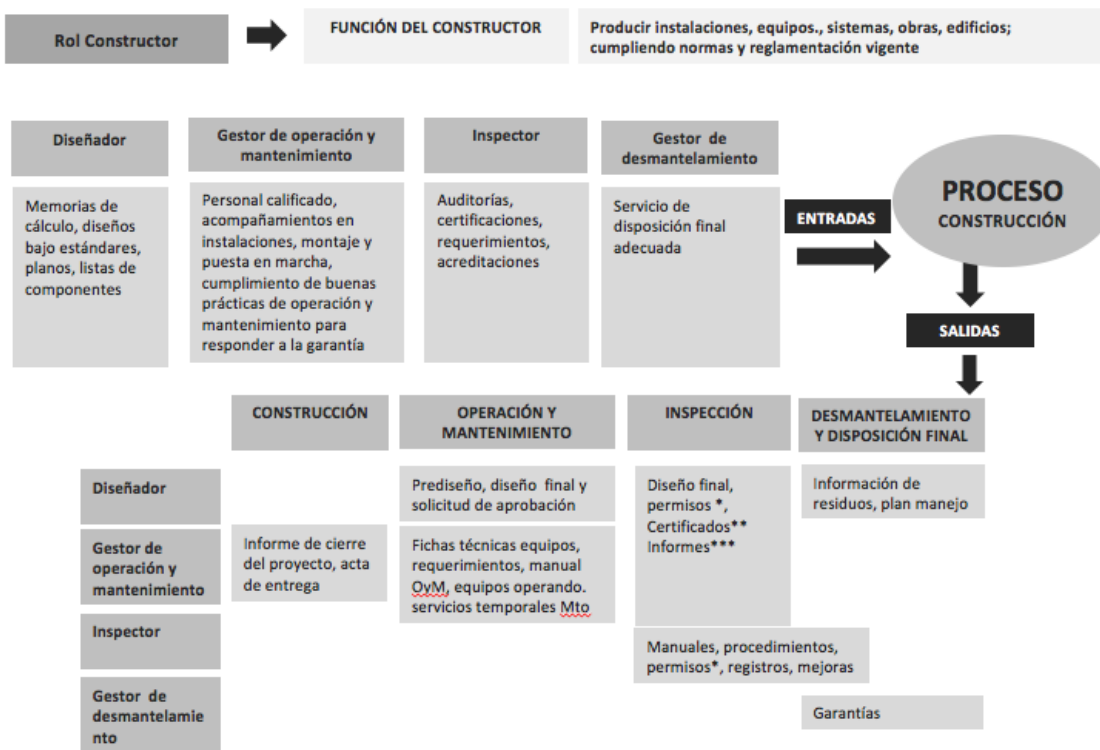 Rol Constructor
FUNCIÓN DEL CONSTRUCTOR
Producir instalaciones, equipos., sistemas, obras, edificios;
cumpliendo normas y reglamentación vigente
Diseñador
Gestor de operación y
mantenimiento
Inspector
Gestor de
desmantelamiento
Memorias de
cálculo, diseños
bajo estándares,
planos, listas de
componentes
Personal calificado,
acompañamientos en
instalaciones, montaje y
puesta en marcha,
cumplimiento de buenas
prácticas de operación y
mantenimiento para
responder a la garantía
Auditorías,
certificaciones,
requerimientos,
acreditaciones
Servicio de
disposición final
adecuada
ENTRADAS
PROCESO
CONSTRUCCIÓN
SALIDAS
CONSTRUCCIÓN
OPERACIÓN Y
MANTENIMIENTO
INSPECCIÓN
DESMANTELAMIENTO
Y DISPOSICIÓN FINAL
Diseñador
Prediseño, diseño final y
solicitud de aprobación
Diseño final,
permisos *,
Certificados**
Informes***
Información de
residuos, plan manejo
Gestor de
operación y
mantenimiento
Informe de cierre
del proyecto, acta
de entrega
Fichas técnicas equipos,
requerimientos, manual
OyM, equipos operando.
servicios temporales Mto
Inspector
Manuales, procedimientos,
permisos*, registros, mejoras
Gestor de
desmantelamie
nto
Garantías